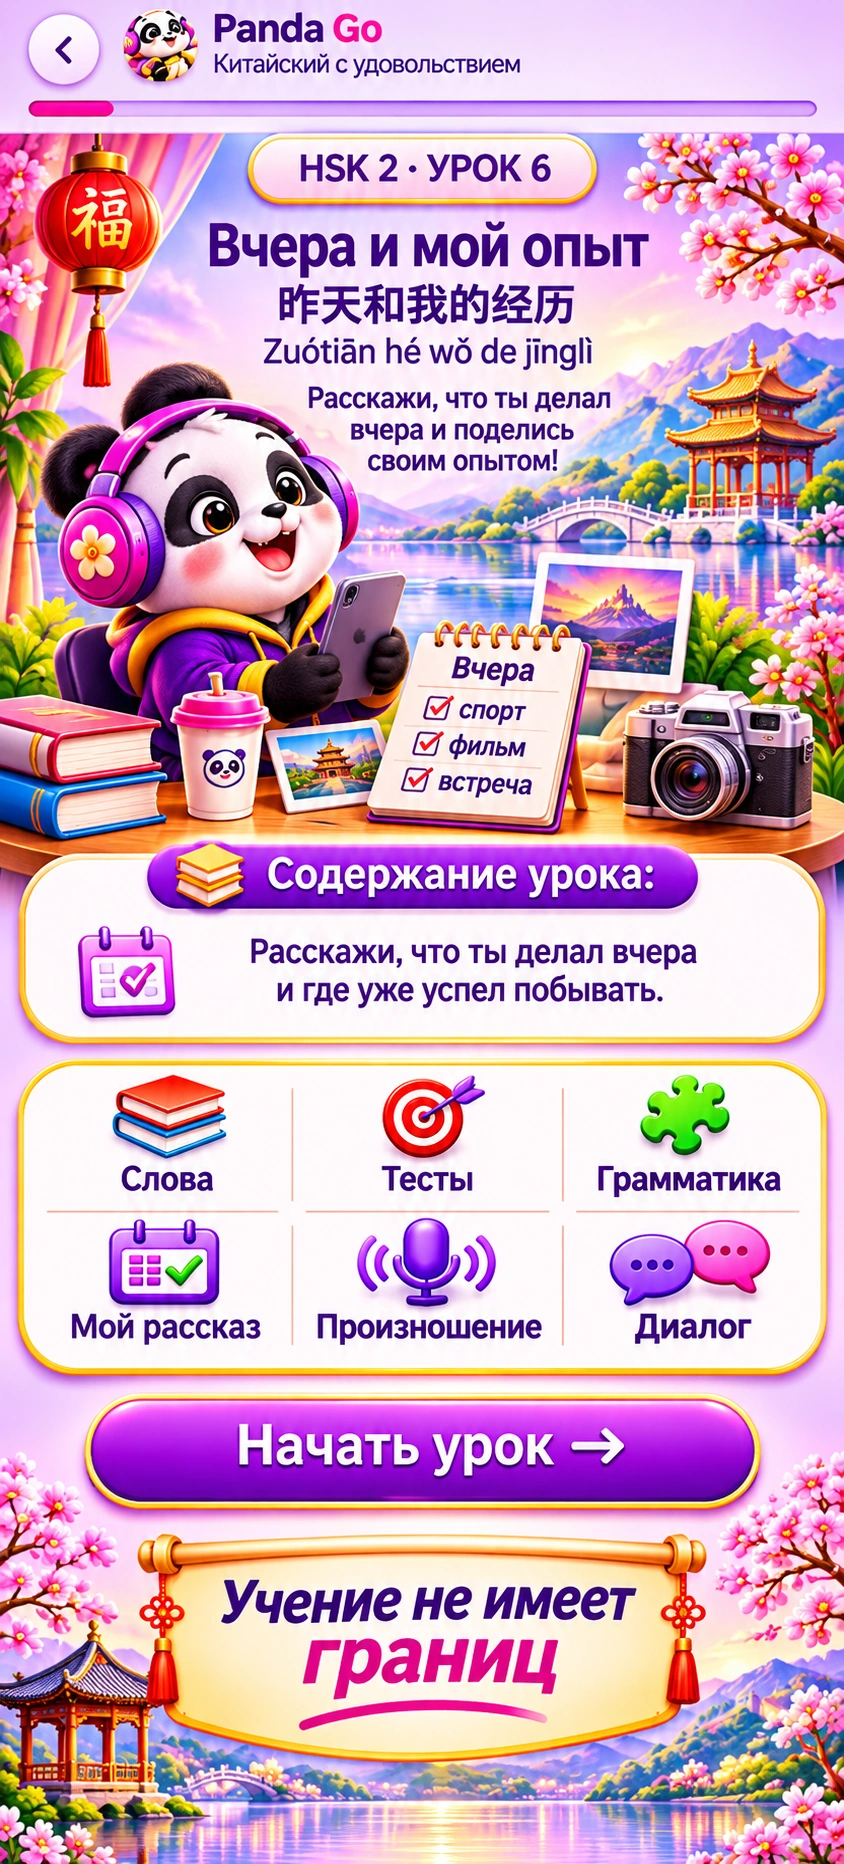 Panda Go
Китайский с удовольствием
HSK 2 · УРОК 6
福
Вчера и мой опыт
昨天和我的经历
Zuótiān hé wǒ de jīnglì
Расскажи, что ты делал
вчера и поделись
своим опытом!
Вчера
спорт
фильм
встреча
Содержание урока:
Расскажи, что ты делал вчера
и где уже успел побывать.
Слова
Тесты
Грамматика
Мой рассказ
Произношение
Диалог
Начать урок →
Учение не имеет
границ